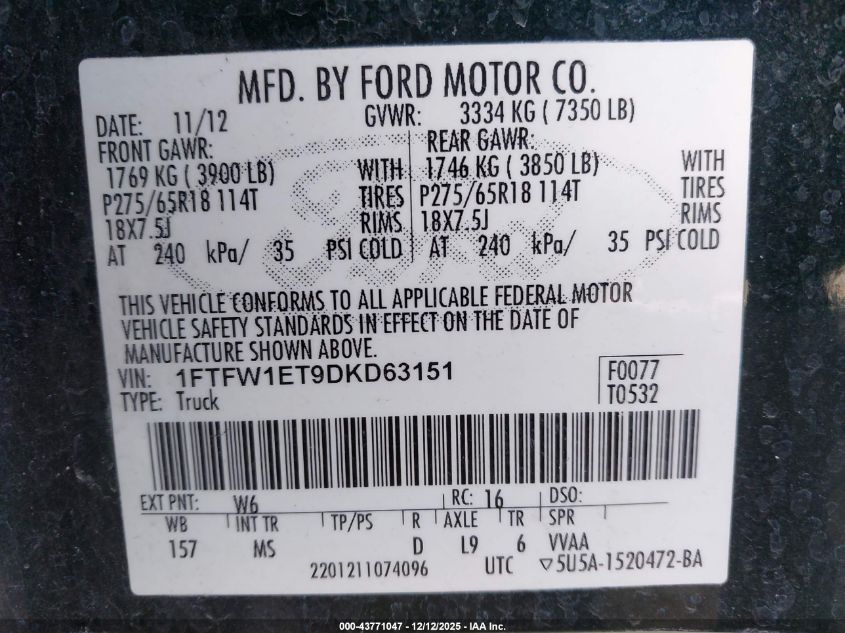 MFD. BY FORD MOTOR CO.
DATE: 11/12 GVWR: 3334 KG ( 7350 LB)
FRONT GAWR: REAR GAWR:
1769 KG ( 3900 LB) WITH 1746 KG ( 3850 LB) WITH
P275/65R18 114T TIRES P275/65R18 114T TIRES
18X7.5J RIMS 18X7.5J RIMS
AT 240 kPa/ 35 PSI COLD AT 240 kPa/ 35 PSI COLD
THIS VEHICLE CONFORMS TO ALL APPLICABLE FEDERAL MOTOR
VEHICLE SAFETY STANDARDS IN EFFECT ON THE DATE OF
MANUFACTURE SHOWN ABOVE.
VIN: 1FTFW1ET9DKD63151 F0077
TYPE: Truck T0532
EXT PNT: W6 RC: 16 DSO:
WB INT TR TP/PS R AXLE TR SPR
157 MS D L9 6 VVAA
2201211074096 UTC ▽5U5A-1520472-BA
000-43771047 - 12/12/2025 - IAA Inc.